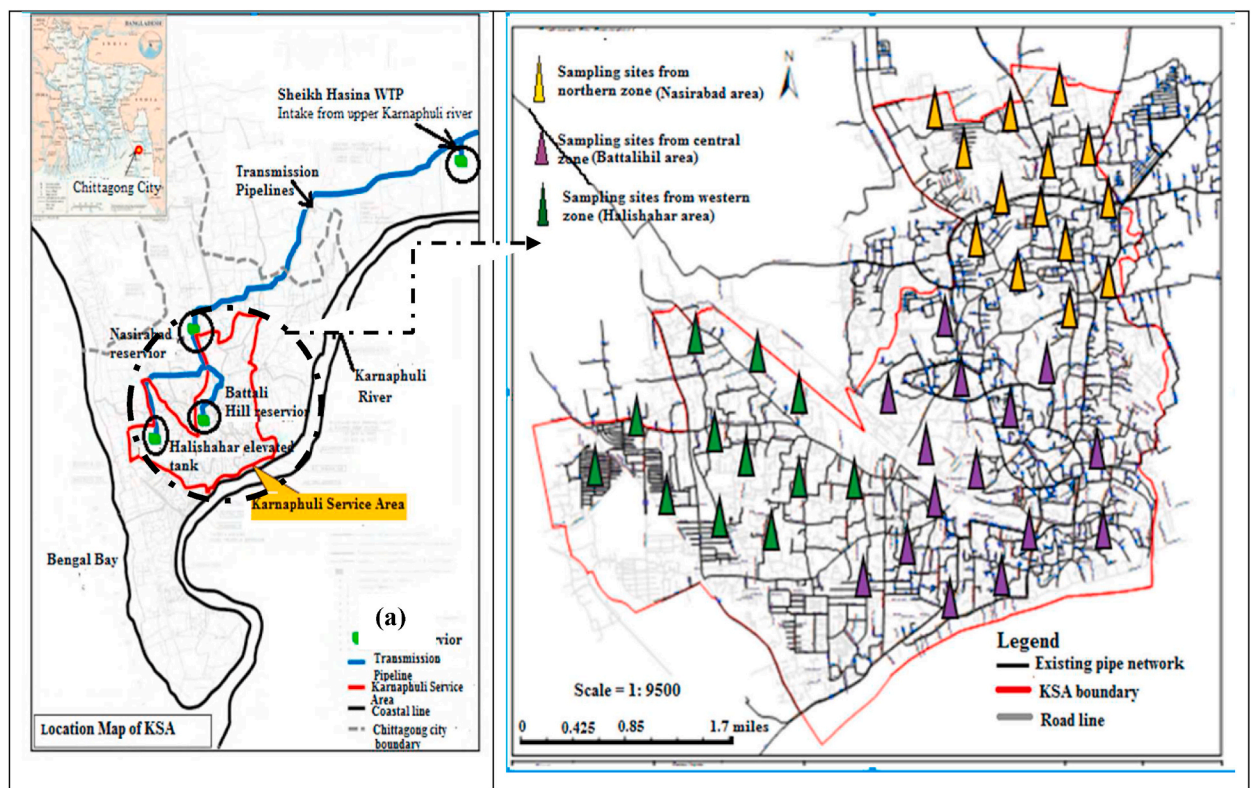 BANGLADESH
INDIA
INDIA
Chittagong City
Sheikh Hasina WTP
Intake from upper Karnaphuli river
Transmission
Pipelines
Nasirabad
reservior
Karnaphuli
River
Battali
Hill reservior
Halishahar elevated
tank
Karnaphuli Service Area
Bengal Bay
(a)
vior
Transmission
Pipeline
Karnaphuli Service
Area
Coastal line
Chittagong city
boundary
Location Map of KSA
Sampling sites from
northern zone (Nasirabad area)
N
Sampling sites from central
zone (Battalihil area)
Sampling sites from western
zone (Halishahar area)
Legend
Existing pipe network
KSA boundary
Road line
Scale = 1: 9500
0 0.425 0.85 1.7 miles